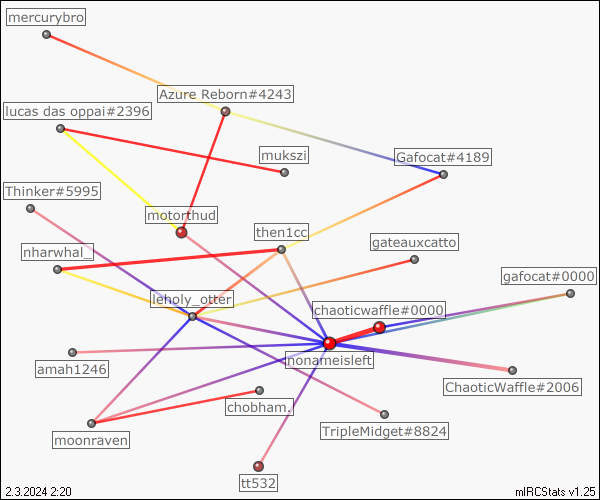 mercurybro
Azure Reborn#4243
lucas das oppai#2396
mukszi
Gafocat#4189
Thinker#5995
motorthud
then1cc
gateauxcatto
nharwhal_
gafocat#0000
leholy_otter
chaoticwaffle#0000
nonameisleft
amah1246
ChaoticWaffle#2006
chobham.
TripleMidget#8824
moonraven
tt532
2.3.2024 2:20
mIRCStats v1.25